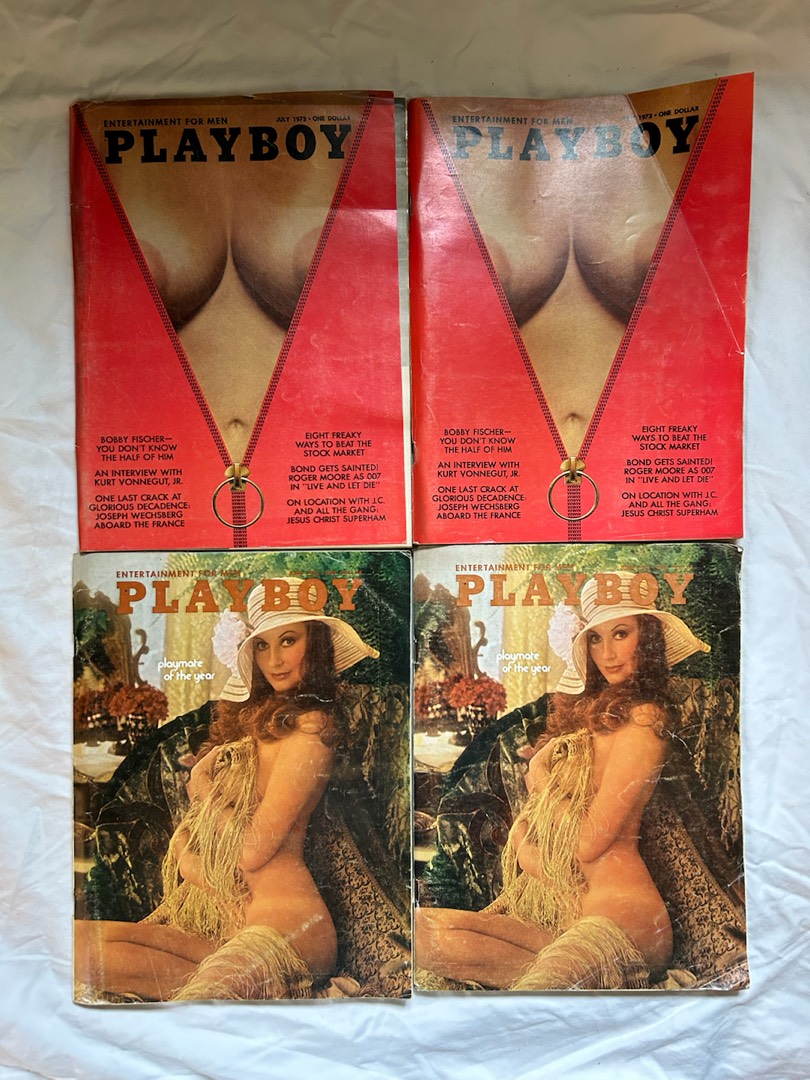 ENTERTAINMENT FOR MEN
JULY 1973 • ONE DOLLAR
PLAYBOY
BOBBY FISCHER—
YOU DON'T KNOW
THE HALF OF HIM
AN INTERVIEW WITH
KURT VONNEGUT, JR.
ONE LAST CRACK AT
GLORIOUS DECADENCE:
JOSEPH WECHSBERG
ABOARD THE FRANCE
EIGHT FREAKY
WAYS TO BEAT THE
STOCK MARKET
BOND GETS SAINTED!
ROGER MOORE AS 007
IN "LIVE AND LET DIE"
ON LOCATION WITH J.C.
AND ALL THE GANG:
JESUS CHRIST SUPERHAM
ENTERTAINMENT FOR MEN
1973 • ONE DOLLAR
PLAYBOY
BOBBY FISCHER—
YOU DON'T KNOW
THE HALF OF HIM
AN INTERVIEW WITH
KURT VONNEGUT, JR.
ONE LAST CRACK AT
GLORIOUS DECADENCE:
JOSEPH WECHSBERG
ABOARD THE FRANCE
EIGHT FREAKY
WAYS TO BEAT THE
STOCK MARKET
BOND GETS SAINTED!
ROGER MOORE AS 007
IN "LIVE AND LET DIE"
ON LOCATION WITH J.C.
AND ALL THE GANG:
JESUS CHRIST SUPERHAM
ENTERTAINMENT FOR MEN
PLAYBOY
playmate
of the year
ENTERTAINMENT FOR MEN
PLAYBOY
playmate
of the year